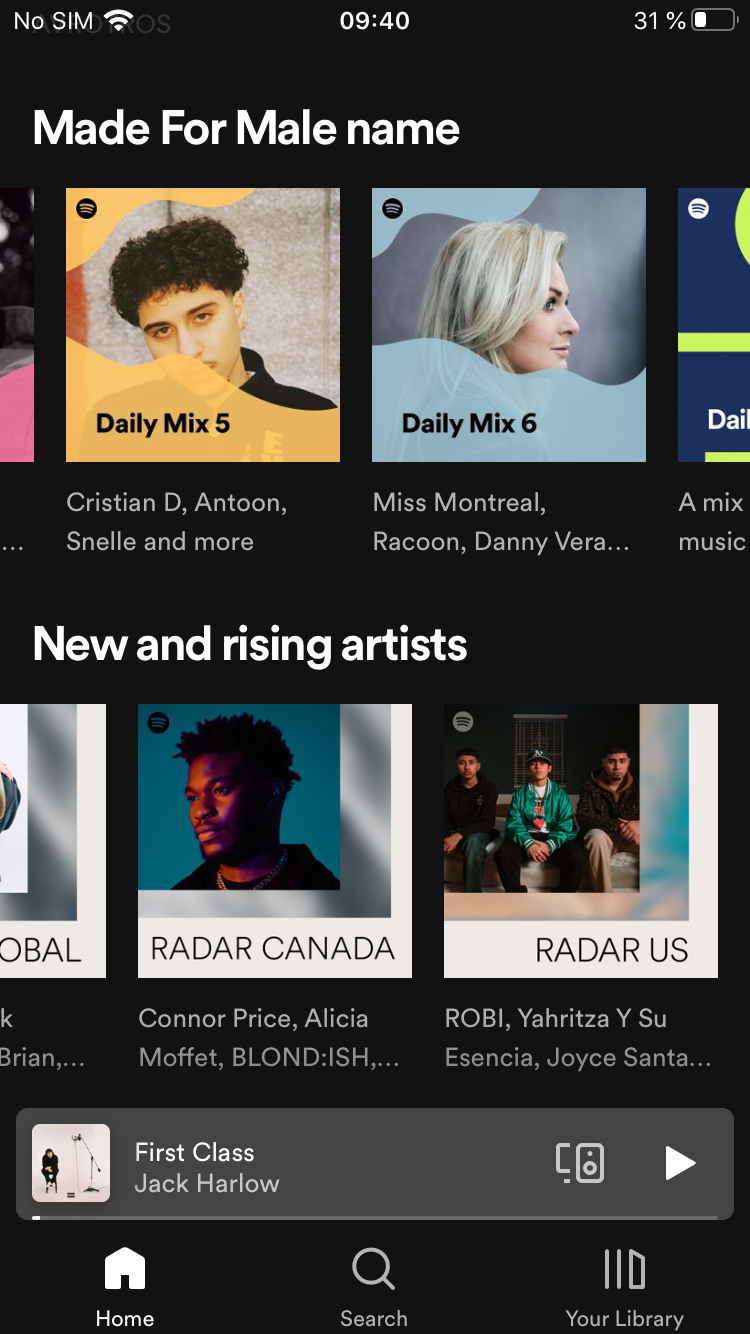 No SIM
09:40
31 %
Made For Male name
Daily Mix 5
Daily Mix 6
Dail
Cristian D, Antoon,
Snelle and more
Miss Montreal,
Racoon, Danny Vera...
A mix
music
...
New and rising artists
OBAL
RADAR CANADA
RADAR US
k
Brian,...
Connor Price, Alicia
Moffet, BLOND:ISH,...
ROBI, Yahritza Y Su
Esencia, Joyce Santa...
First Class
Jack Harlow
Home
Search
Your Library